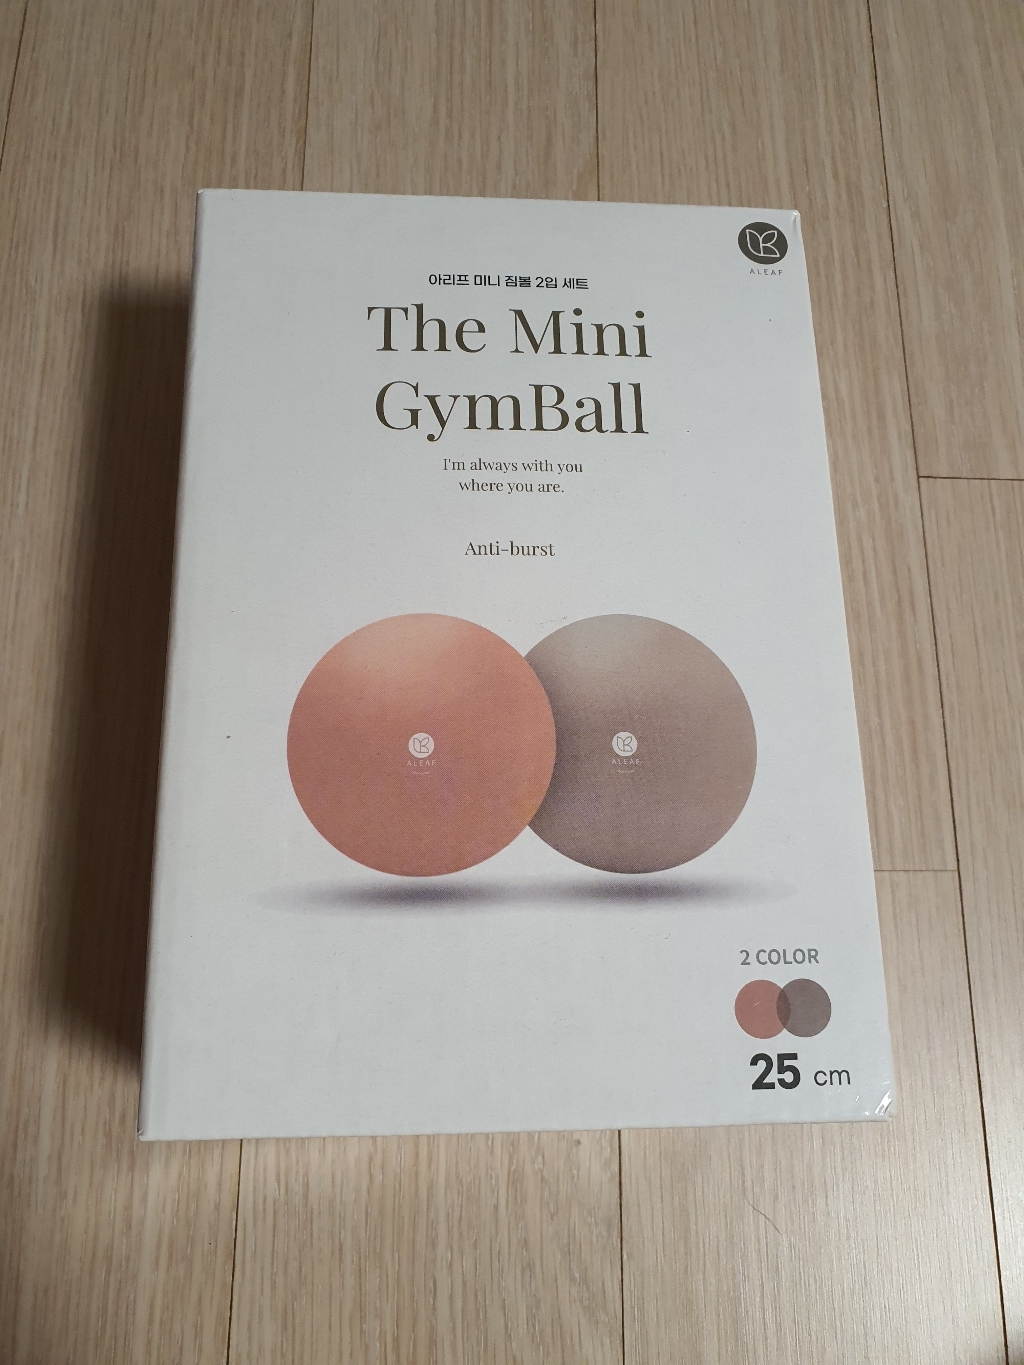 ALEAF
아리프 미니 짐볼 2입 세트
The Mini
GymBall
I'm always with you
where you are.
Anti-burst
ALEAF
ALEAF
2 COLOR
25 cm